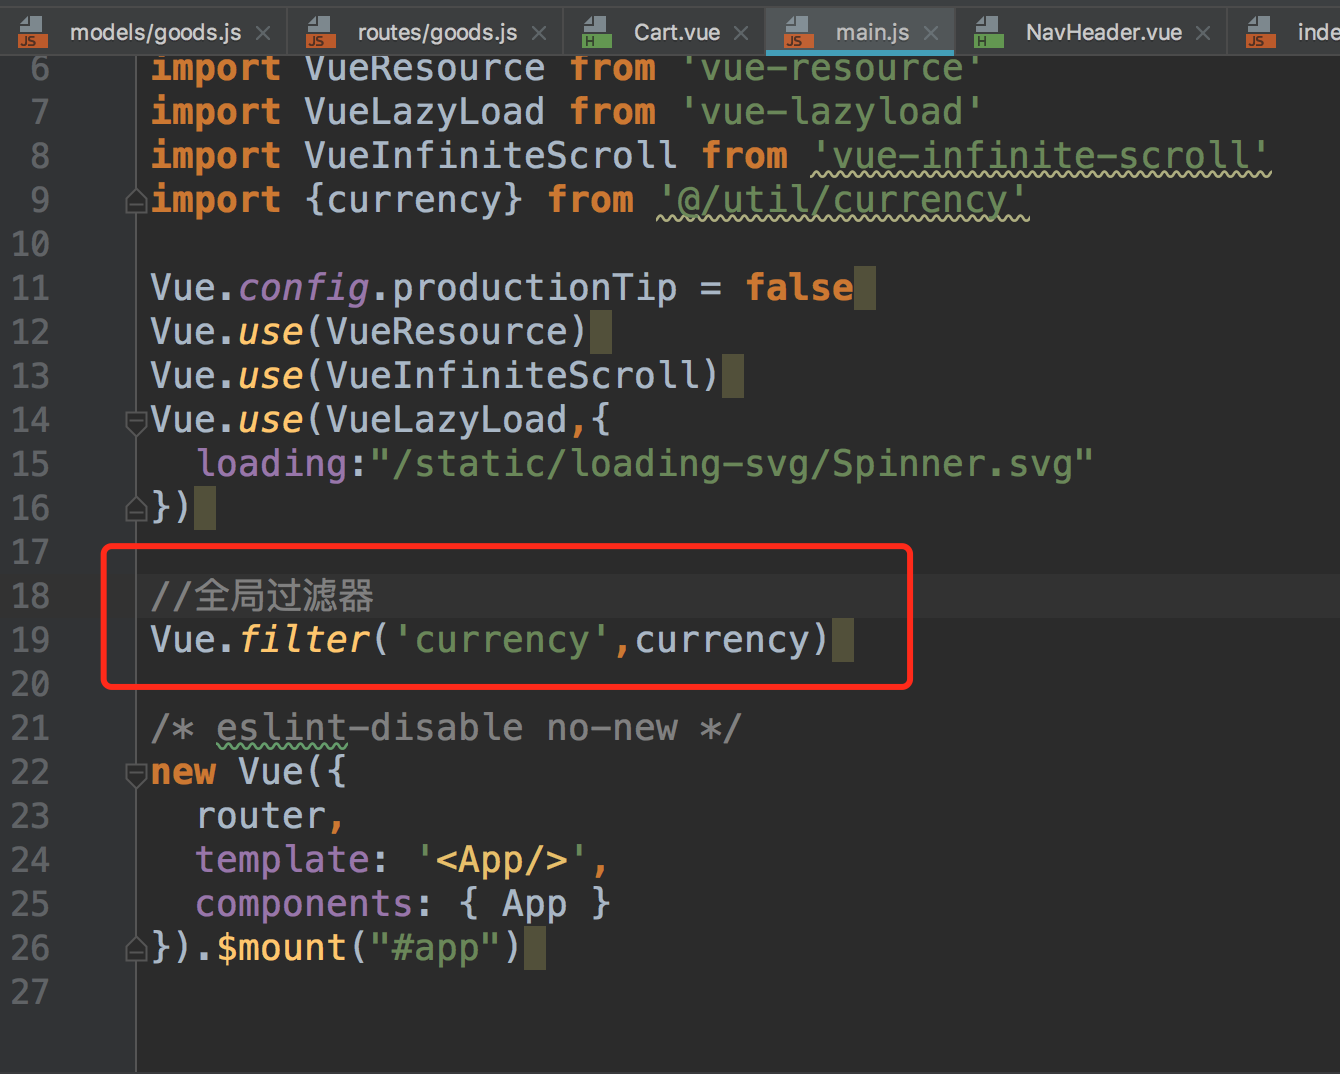 models/goods.js routes/goods.js Cart.vue main.js NavHeader.vue inde
6 import VueResource from 'vue-resource'
7 import VueLazyLoad from 'vue-lazyload'
8 import VueInfiniteScroll from 'vue-infinite-scroll'
9 import {currency} from '@/util/currency'
10
11 Vue.config.productionTip = false
12 Vue.use(VueResource)
13 Vue.use(VueInfiniteScroll)
14 Vue.use(VueLazyLoad,{
15 loading:"/static/loading-svg/Spinner.svg"
16 })
17
18 //全局过滤器
19 Vue.filter('currency',currency)
20
21 /* eslint-disable no-new */
22 new Vue({
23 router,
24 template: '<App/>',
25 components: { App }
26 }).$mount("#app")
27